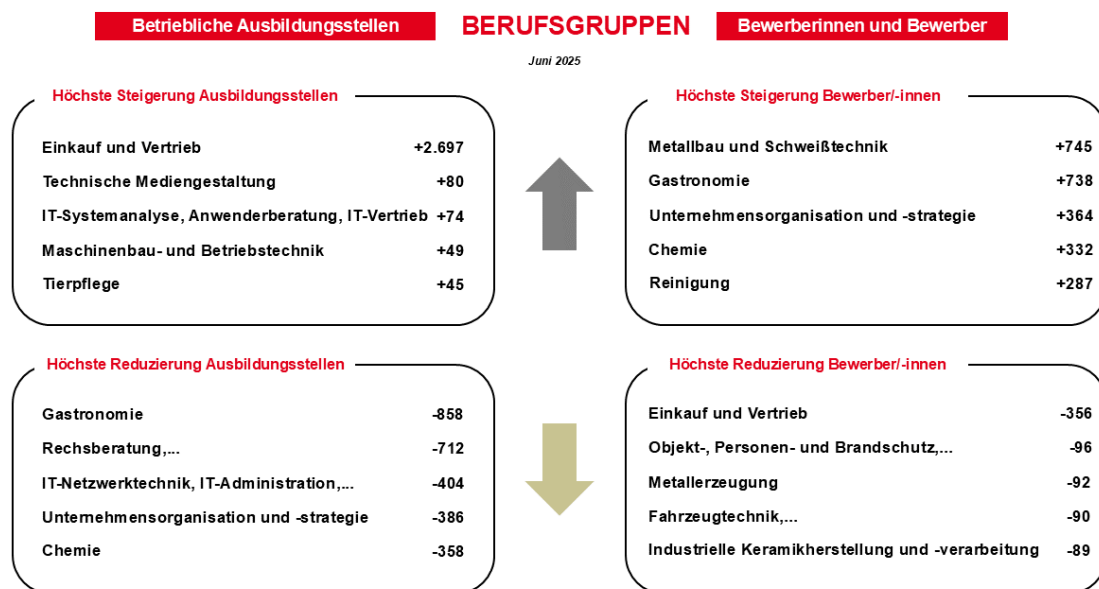 Betriebliche Ausbildungsstellen
BERUFSGRUPPEN
Bewerberinnen und Bewerber
Juni 2025
Höchste Steigerung Ausbildungsstellen
Einkauf und Vertrieb +2.697
Technische Mediengestaltung +80
IT-Systemanalyse, Anwenderberatung, IT-Vertrieb +74
Maschinenbau- und Betriebstechnik +49
Tierpflege +45
Höchste Steigerung Bewerber/-innen
Metallbau und Schweißtechnik +745
Gastronomie +738
Unternehmensorganisation und -strategie +364
Chemie +332
Reinigung +287
Höchste Reduzierung Ausbildungsstellen
Gastronomie -858
Rechsberatung,... -712
IT-Netzwerktechnik, IT-Administration,... -404
Unternehmensorganisation und -strategie -386
Chemie -358
Höchste Reduzierung Bewerber/-innen
Einkauf und Vertrieb -356
Objekt-, Personen- und Brandschutz,... -96
Metallerzeugung -92
Fahrzeugtechnik,... -90
Industrielle Keramikherstellung und -verarbeitung -89